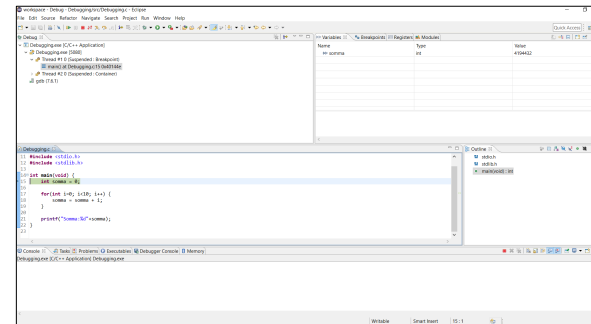 workspace - Debug - Debugging/src/Debugging.c - Eclipse
File Edit Source Refactor Navigate Search Project Run Window Help
Quick Access
Debug
Debugging.exe [C/C++ Application]
Debugging.exe [5080]
Thread #1 0 (Suspended : Breakpoint)
main() at Debugging.c:15 0x40144e
Thread #2 0 (Suspended : Container)
gdb (7.6.1)
Variables Breakpoints Registers Modules
Name Type Value
somma int 4194432
Debugging.c
11 #include <stdio.h>
12 #include <stdlib.h>
13
14 int main(void) {
15 int somma = 0;
16
17 for(int i=0; i<10; i++) {
18 somma = somma + i;
19 }
20
21 printf("Somma:%d"+somma);
22 }
23
Outline
stdio.h
stdlib.h
main(void) : int
Console Tasks Problems Executables Debugger Console Memory
Debugging.exe [C/C++ Application] Debugging.exe
Writable Smart Insert 15 : 1